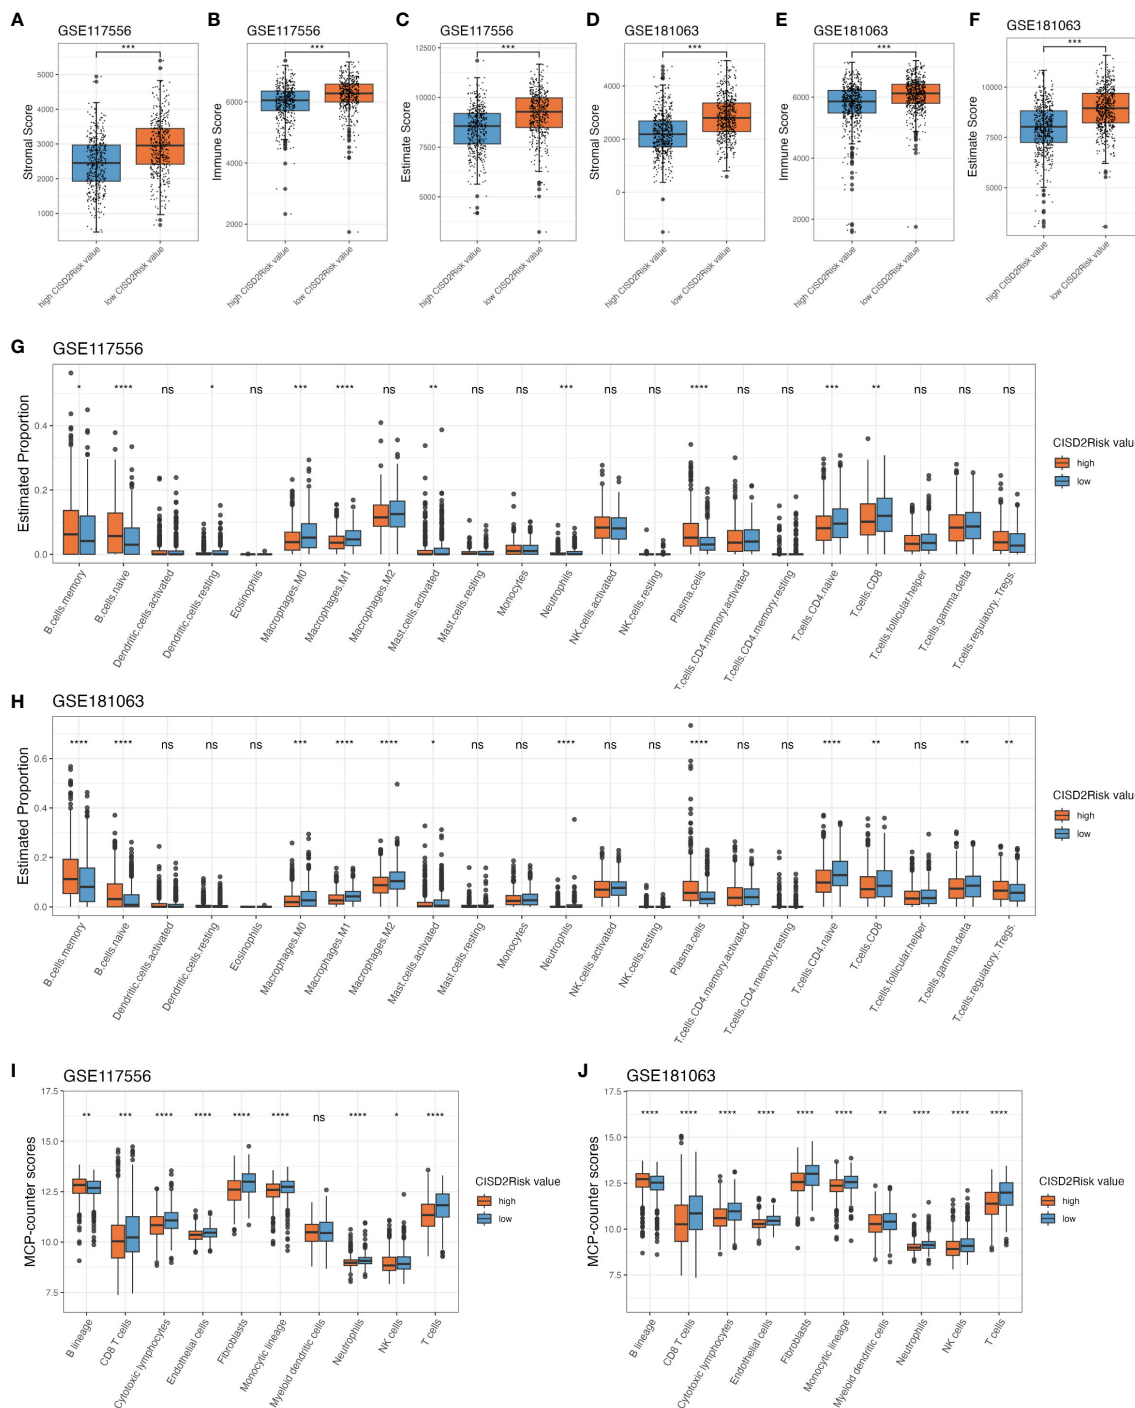 A
GSE117556
***
Stromal Score
5000
4000
3000
2000
1000
high CISD2Risk value
low CISD2Risk value
B
GSE117556
***
Immune Score
6000
4000
2000
high CISD2Risk value
low CISD2Risk value
C
GSE117556
***
Estimate Score
12500
10000
7500
5000
high CISD2Risk value
low CISD2Risk value
D
GSE181063
***
Stromal Score
4000
2000
0
high CISD2Risk value
low CISD2Risk value
E
GSE181063
***
Immune Score
6000
4000
2000
high CISD2Risk value
low CISD2Risk value
F
GSE181063
***
Estimate Score
10000
7500
5000
high CISD2Risk value
low CISD2Risk value
G
GSE117556
Estimated Proportion
0.4
0.2
0.0
* **** ns * ns *** **** ns ** ns ns *** ns ns **** ns ns *** ** ns ns ns
B.cells.memory
B.cells.naive
Dendritic.cells.activated
Dendritic.cells.resting
Eosinophils
Macrophages.M0
Macrophages.M1
Macrophages.M2
Mast.cells.activated
Mast.cells.resting
Monocytes
Neutrophils
NK.cells.activated
NK.cells.resting
Plasma.cells
T.cells.CD4.memory.activated
T.cells.CD4.memory.resting
T.cells.CD4.naive
T.cells.CD8
T.cells.follicular.helper
T.cells.gamma.delta
T.cells.regulatory..Tregs.
CISD2Risk value
high
low
H
GSE181063
Estimated Proportion
0.6
0.4
0.2
0.0
**** **** ns ns ns *** **** **** * ns ns **** ns ns **** ns ns **** ** ns ** **
B.cells.memory
B.cells.naive
Dendritic.cells.activated
Dendritic.cells.resting
Eosinophils
Macrophages.M0
Macrophages.M1
Macrophages.M2
Mast.cells.activated
Mast.cells.resting
Monocytes
Neutrophils
NK.cells.activated
NK.cells.resting
Plasma.cells
T.cells.CD4.memory.activated
T.cells.CD4.memory.resting
T.cells.CD4.naive
T.cells.CD8
T.cells.follicular.helper
T.cells.gamma.delta
T.cells.regulatory..Tregs.
CISD2Risk value
high
low
I
GSE117556
MCP-counter scores
17.5
15.0
12.5
10.0
7.5
** *** **** **** **** **** ns **** * ****
B lineage
CD8 T cells
Cytotoxic lymphocytes
Endothelial cells
Fibroblasts
Monocytic lineage
Myeloid dendritic cells
Neutrophils
NK cells
T cells
CISD2Risk value
high
low
J
GSE181063
MCP-counter scores
17.5
15.0
12.5
10.0
7.5
**** **** **** **** **** **** ** **** **** ****
B lineage
CD8 T cells
Cytotoxic lymphocytes
Endothelial cells
Fibroblasts
Monocytic lineage
Myeloid dendritic cells
Neutrophils
NK cells
T cells
CISD2Risk value
high
low